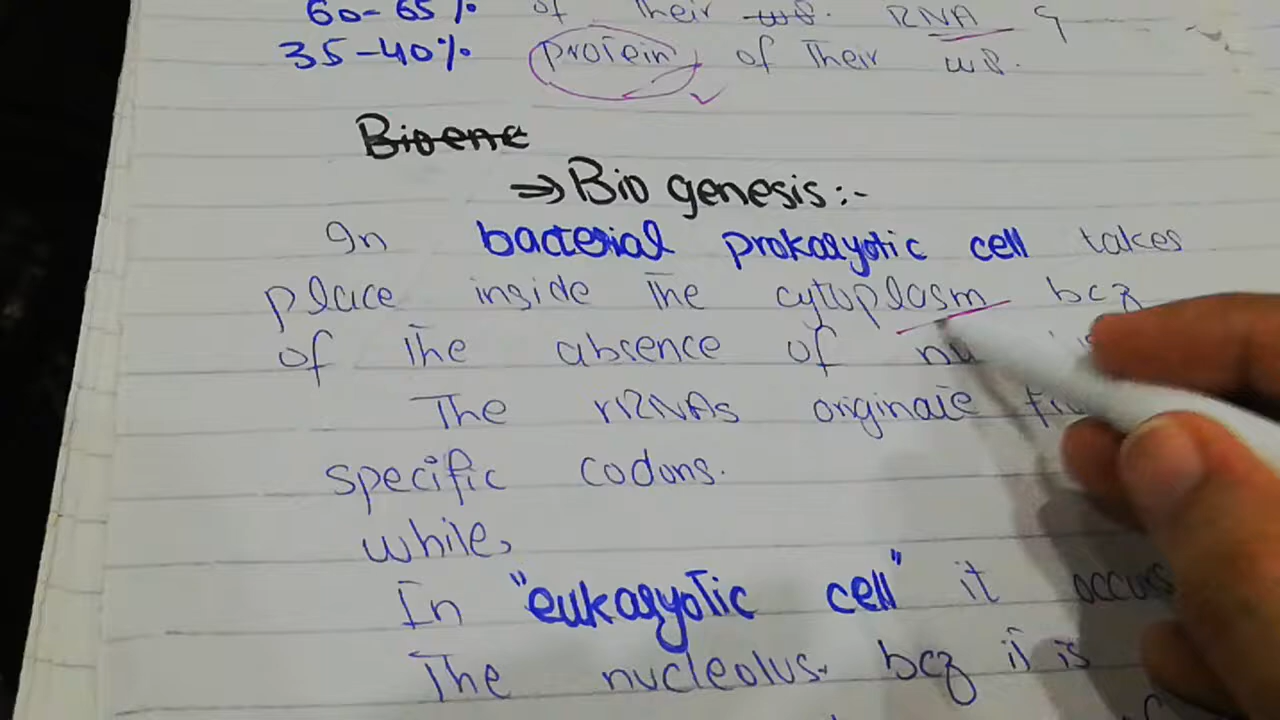 60-65% of Their wt. RNA &
35-40% protein, of Their wt.
Bioene
⇒ Bio genesis:-
In bacterial prokaryotic cell takes
place inside The cytoplasm bcz
of The absence of
The rRNAs originate
specific codons.
while,
In "eukaryotic cell" it occurs
The nucleolus. bcz it is